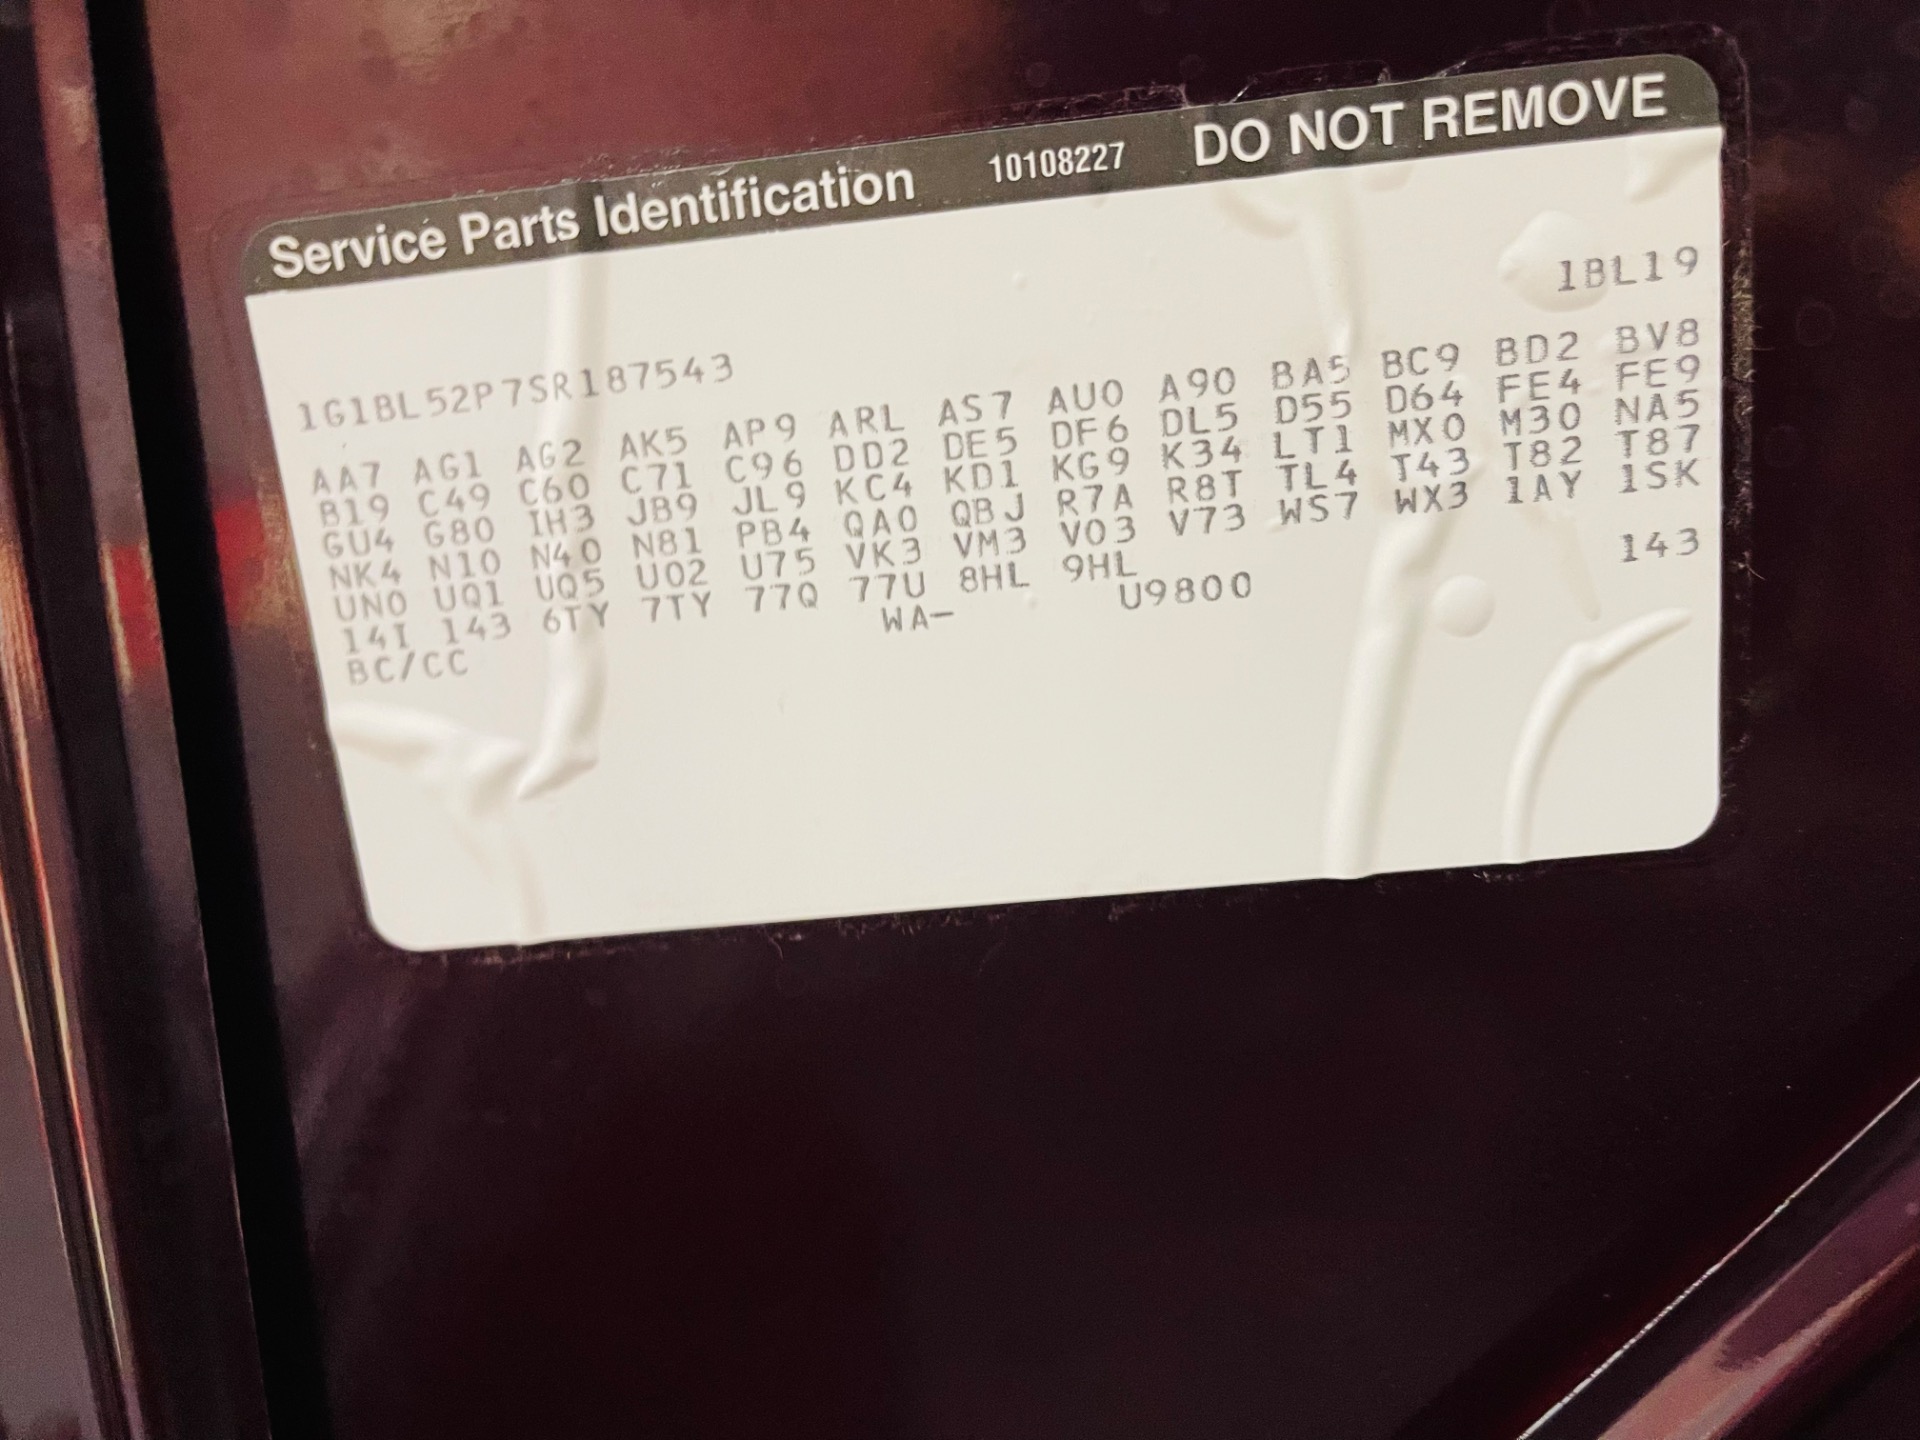 Service Parts Identification 10108227 DO NOT REMOVE
1BL19
1G1BL52P7SR187543
AA7 AG1 AG2 AK5 AP9 ARL AS7 AU0 A90 BA5 BC9 BD2 BV8
B19 C49 C60 C71 C96 DD2 DE5 DF6 DL5 D55 D64 FE4 FE9
GU4 G80 IH3 JB9 JL9 KC4 KD1 KG9 K34 LT1 MX0 M30 NA5
NK4 N10 N40 N81 PB4 QA0 QBJ R7A R8T TL4 T43 T82 T87
UN0 UQ1 UQ5 U02 U75 VK3 VM3 V03 V73 WS7 WX3 1AY 1SK
14I 143 6TY 7TY 77Q 77U 8HL 9HL
BC/CC WA- U9800 143